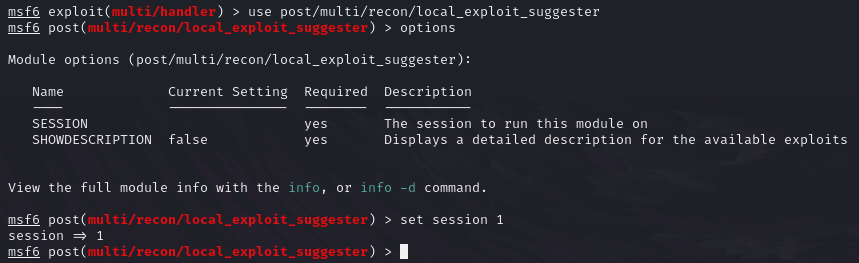 msf6 exploit(multi/handler) > use post/multi/recon/local_exploit_suggester
msf6 post(multi/recon/local_exploit_suggester) > options
Module options (post/multi/recon/local_exploit_suggester):
Name Current Setting Required Description
---- --------------- -------- -----------
SESSION yes The session to run this module on
SHOWDESCRIPTION false yes Displays a detailed description for the available exploits
View the full module info with the info, or info -d command.
msf6 post(multi/recon/local_exploit_suggester) > set session 1
session => 1
msf6 post(multi/recon/local_exploit_suggester) >